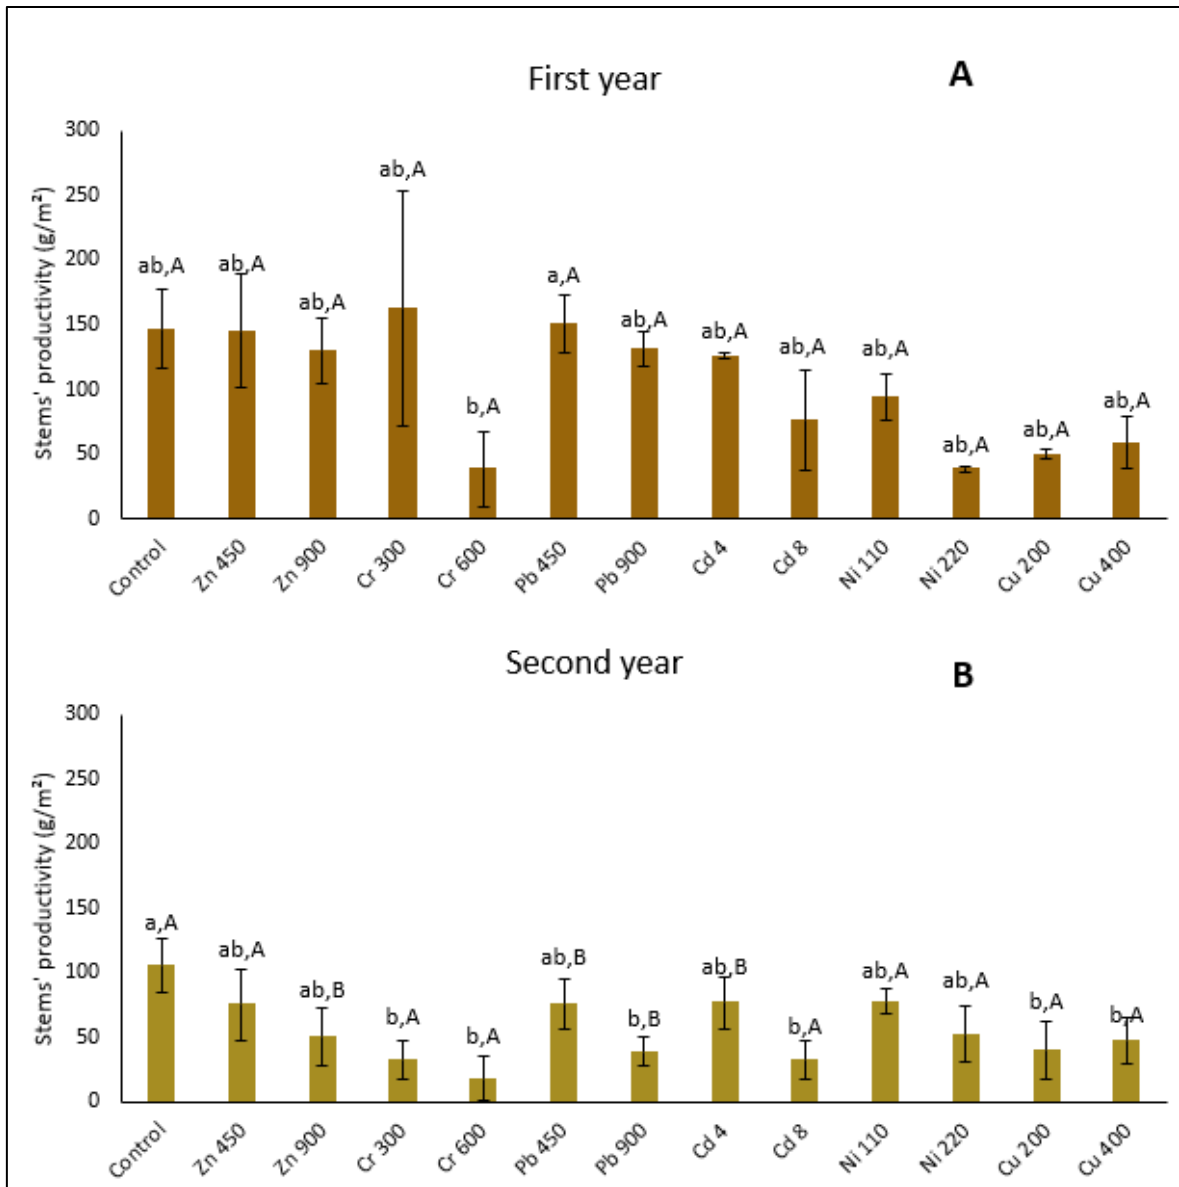 First year
A
Stems' productivity (g/m²)
300
250
200
150
100
50
0
ab,A
ab,A
ab,A
ab,A
b,A
a,A
ab,A
ab,A
ab,A
ab,A
ab,A
ab,A
ab,A
Control
Zn 450
Zn 900
Cr 300
Cr 600
Pb 450
Pb 900
Cd 4
Cd 8
Ni 110
Ni 220
Cu 200
Cu 400
Second year
B
Stems' productivity (g/m²)
300
250
200
150
100
50
0
a,A
ab,A
ab,B
b,A
b,A
ab,B
b,B
ab,B
b,A
ab,A
ab,A
b,A
b,A
Control
Zn 450
Zn 900
Cr 300
Cr 600
Pb 450
Pb 900
Cd 4
Cd 8
Ni 110
Ni 220
Cu 200
Cu 400